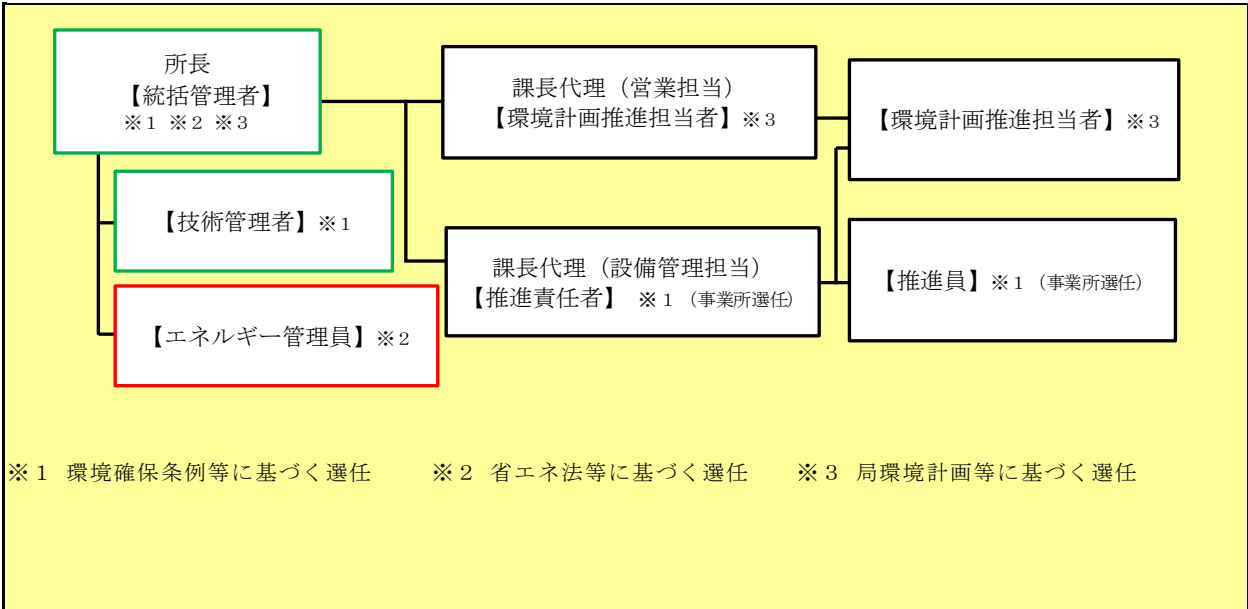 所長
【統括管理者】
※1 ※2 ※3
課長代理（営業担当）
【環境計画推進担当者】※3
【環境計画推進担当者】※3
【技術管理者】※1
課長代理（設備管理担当）
【推進責任者】 ※1（事業所選任）
【推進員】※1（事業所選任）
【エネルギー管理員】※2
※1 環境確保条例等に基づく選任 ※2 省エネ法等に基づく選任 ※3 局環境計画等に基づく選任